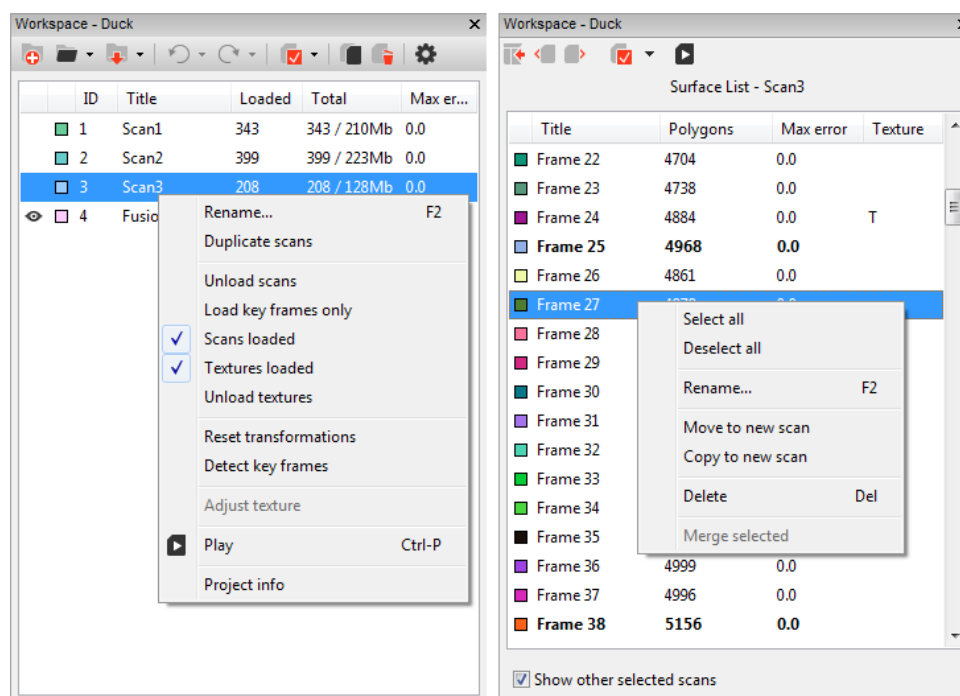 Workspace - Duck
ID Title Loaded Total Max er...
1 Scan1 343 343 / 210Mb 0.0
2 Scan2 399 399 / 223Mb 0.0
3 Scan3 208 208 / 128Mb 0.0
4 Fusio
Rename... F2
Duplicate scans
Unload scans
Load key frames only
Scans loaded
Textures loaded
Unload textures
Reset transformations
Detect key frames
Adjust texture
Play Ctrl-P
Project info
Workspace - Duck
Surface List - Scan3
Title Polygons Max error Texture
Frame 22 4704 0.0
Frame 23 4738 0.0
Frame 24 4884 0.0 T
Frame 25 4968 0.0
Frame 26 4861 0.0
Frame 27
Frame 28
Frame 29
Frame 30
Frame 31
Frame 32
Frame 33
Frame 34
Frame 35
Frame 36 4999 0.0
Frame 37 4996 0.0
Frame 38 5156 0.0
Select all
Deselect all
Rename... F2
Move to new scan
Copy to new scan
Delete Del
Merge selected
Show other selected scans